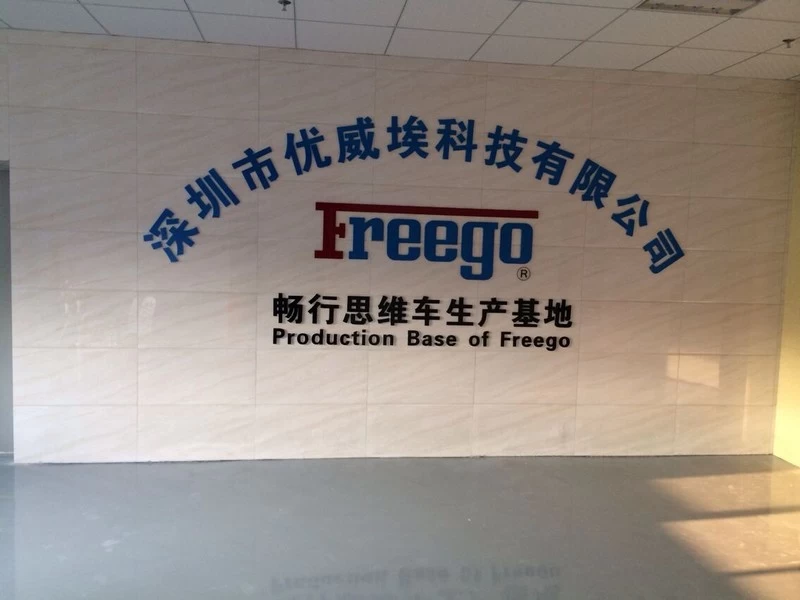 深圳市优威埃科技有限公司
Freego
®
畅行思维车生产基地
Production Base of Freego